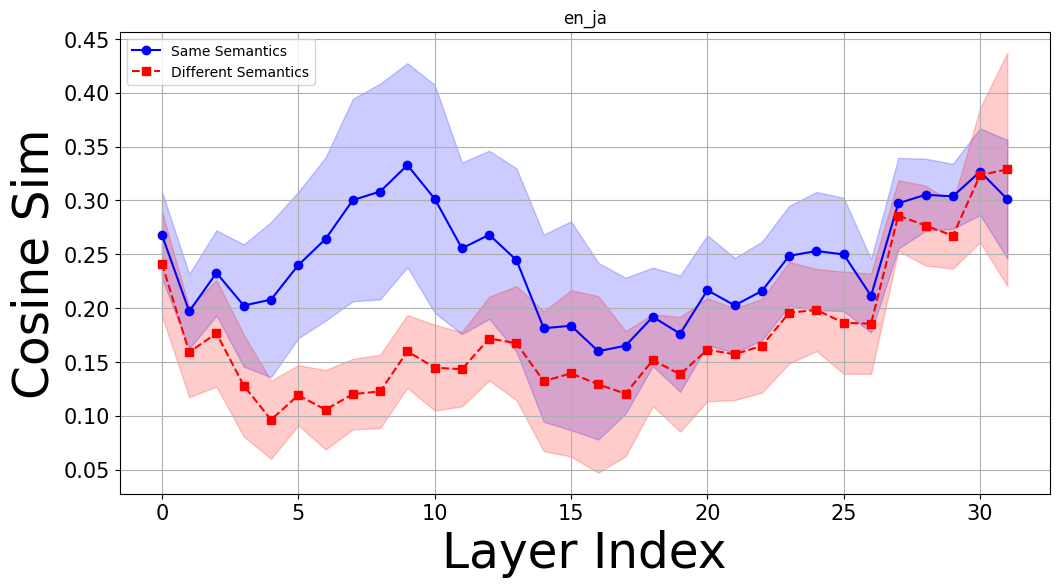 en_ja
Same Semantics
Different Semantics
0.45
0.40
0.35
0.30
0.25
0.20
0.15
0.10
0.05
Cosine Sim
0 5 10 15 20 25 30
Layer Index